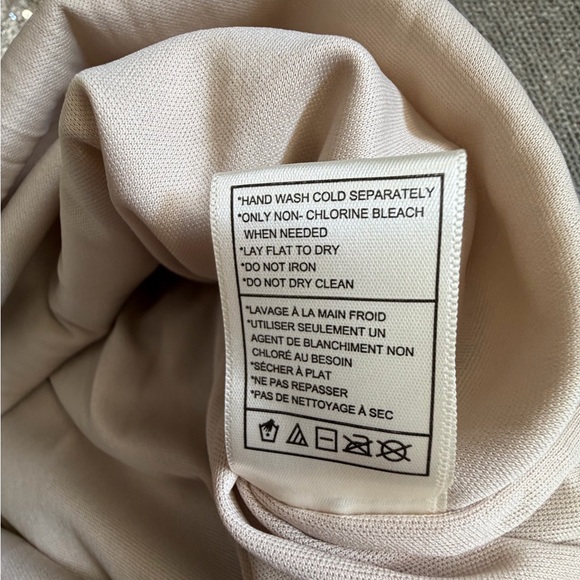 *HAND WASH COLD SEPARATELY
*ONLY NON- CHLORINE BLEACH
WHEN NEEDED
*LAY FLAT TO DRY
*DO NOT IRON
*DO NOT DRY CLEAN
*LAVAGE À LA MAIN FROID
*UTILISER SEULEMENT UN
AGENT DE BLANCHIMENT NON
CHLORÉ AU BESOIN
*SÉCHER À PLAT
*NE PAS REPASSER
*PAS DE NETTOYAGE À SEC